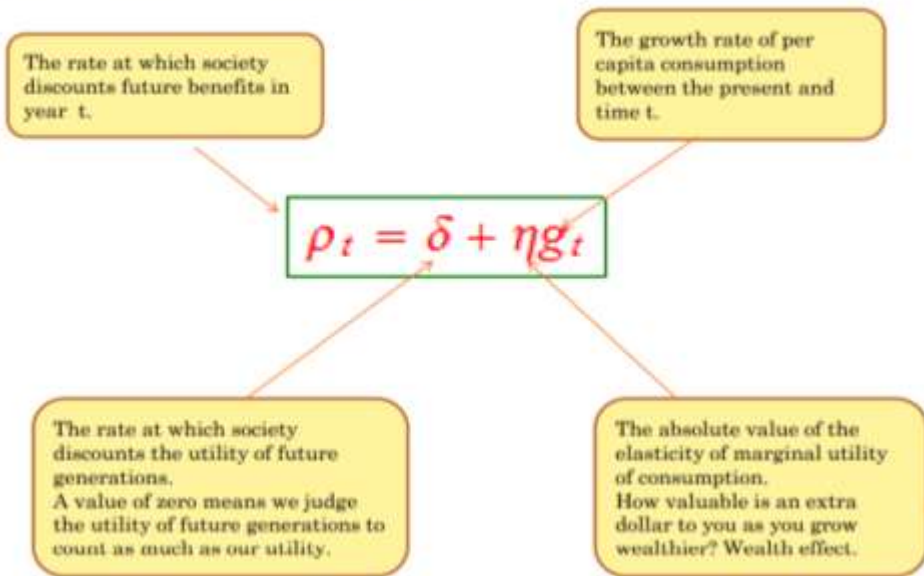 The rate at which society
discounts future benefits in
year t.
The growth rate of per
capita consumption
between the present and
time t.
ρ t = δ + ηg t
The rate at which society
discounts the utility of future
generations.
A value of zero means we judge
the utility of future generations to
count as much as our utility.
The absolute value of the
elasticity of marginal utility
of consumption.
How valuable is an extra
dollar to you as you grow
wealthier? Wealth effect.